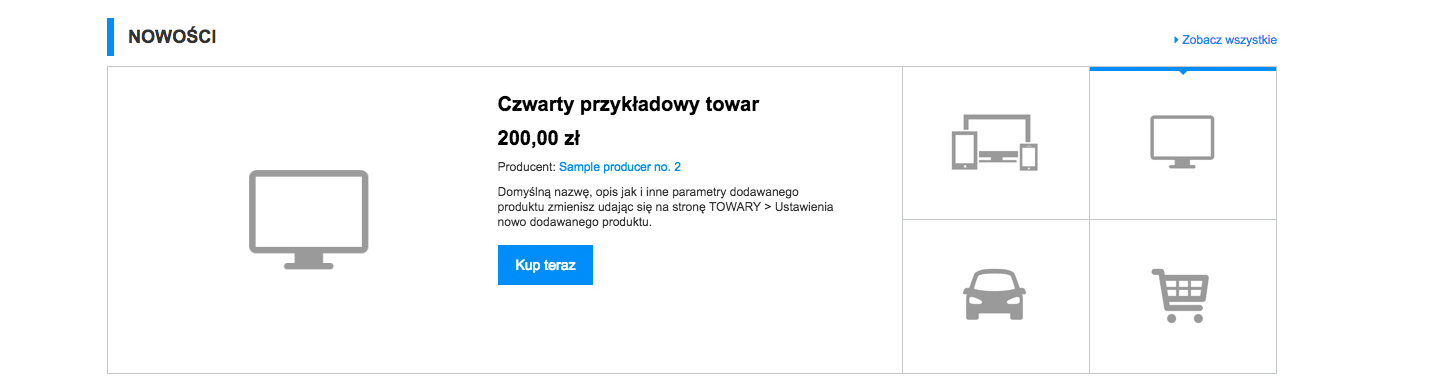 NOWOŚCI
Zobacz wszystkie
Czwarty przykładowy towar
200,00 zł
Producent: Sample producer no. 2
Domyślną nazwę, opis jak i inne parametry dodawanego
produktu zmienisz udając się na stronę TOWARY > Ustawienia
nowo dodawanego produktu.
Kup teraz